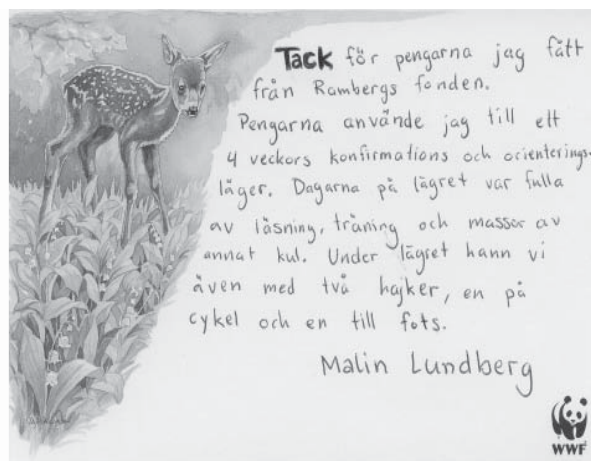 Tack för pengarna jag fått
från Rambergs fonden.
Pengarna använde jag till ett
4 veckors konfirmations och orienterings-
läger. Dagarna på lägret var fulla
av läsning, träning och massor av
annat kul. Under lägret hann vi
även med två hajker, en på
cykel och en till fots.
Malin Lundberg
WWF